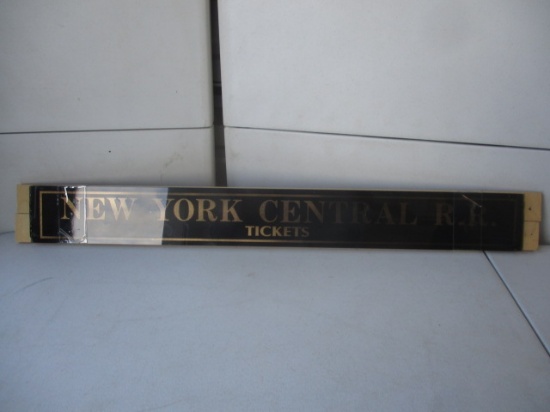 NEW YORK CENTRAL R.R.
TICKETS